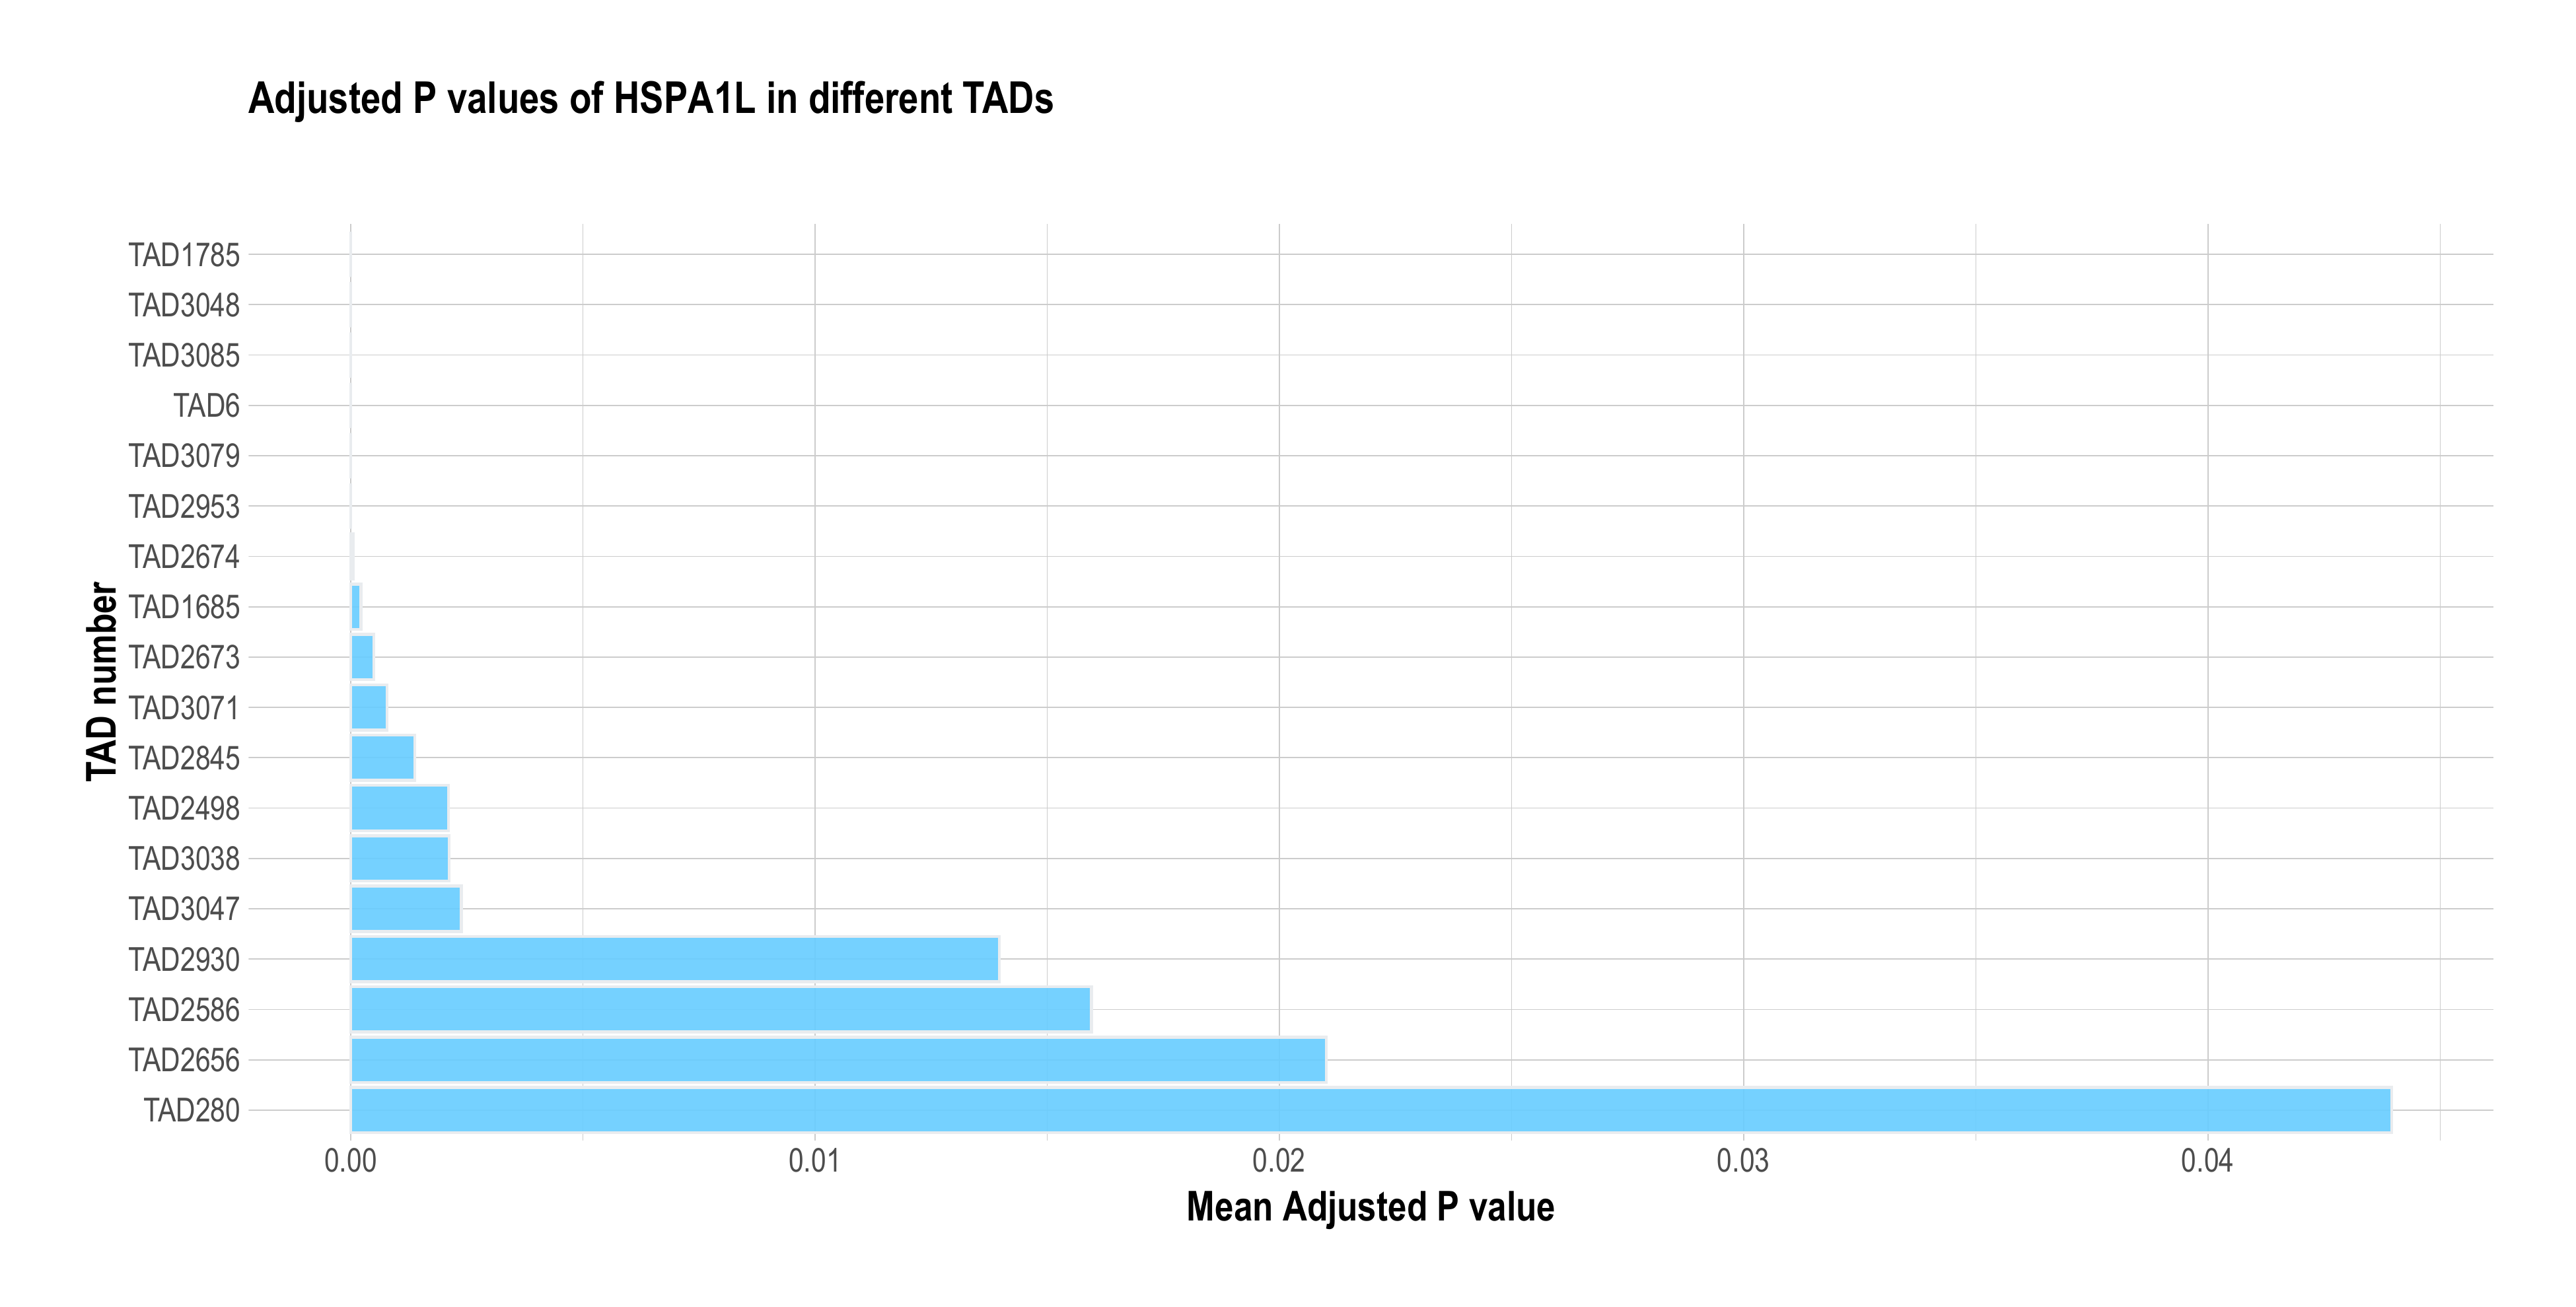 Adjusted P values of HSPA1L in different TADs
TAD number
TAD1785
TAD3048
TAD3085
TAD6
TAD3079
TAD2953
TAD2674
TAD1685
TAD2673
TAD3071
TAD2845
TAD2498
TAD3038
TAD3047
TAD2930
TAD2586
TAD2656
TAD280
0.00 0.01 0.02 0.03 0.04
Mean Adjusted P value